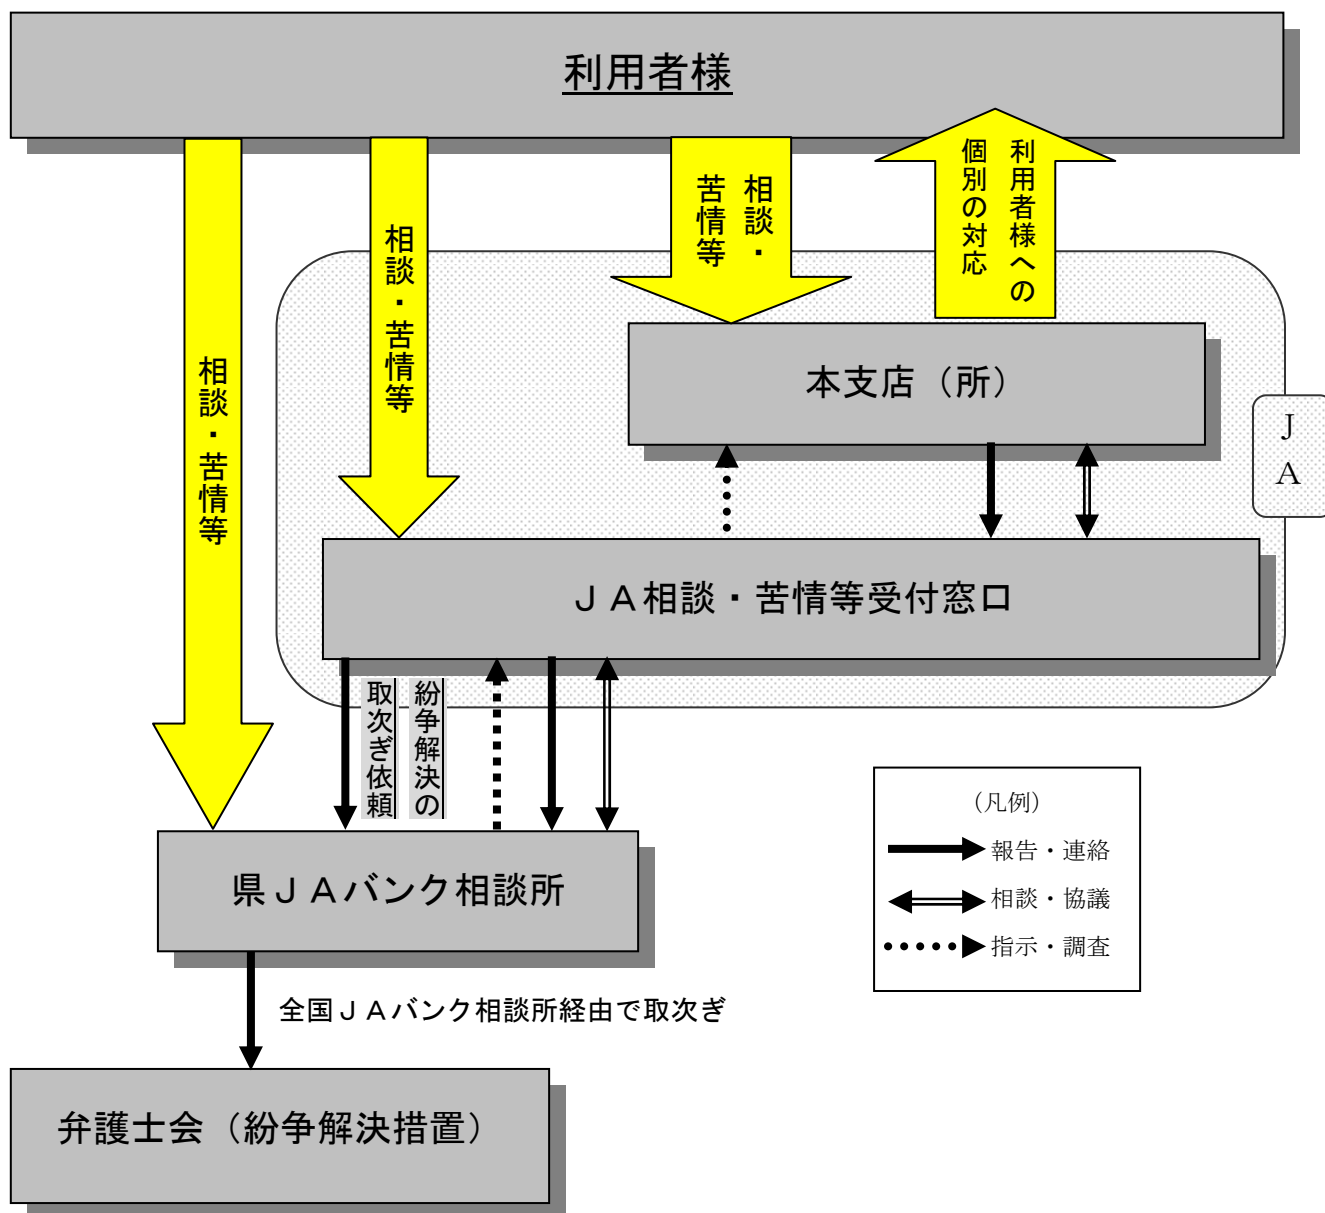 利用者様
相談・苦情等
相談・苦情等
相談・
苦情等
利用者様への
個別の対応
本支店（所）
ＪＡ
ＪＡ相談・苦情等受付窓口
紛争解決の
取次ぎ依頼
県ＪＡバンク相談所
（凡例）
報告・連絡
相談・協議
指示・調査
全国ＪＡバンク相談所経由で取次ぎ
弁護士会（紛争解決措置）